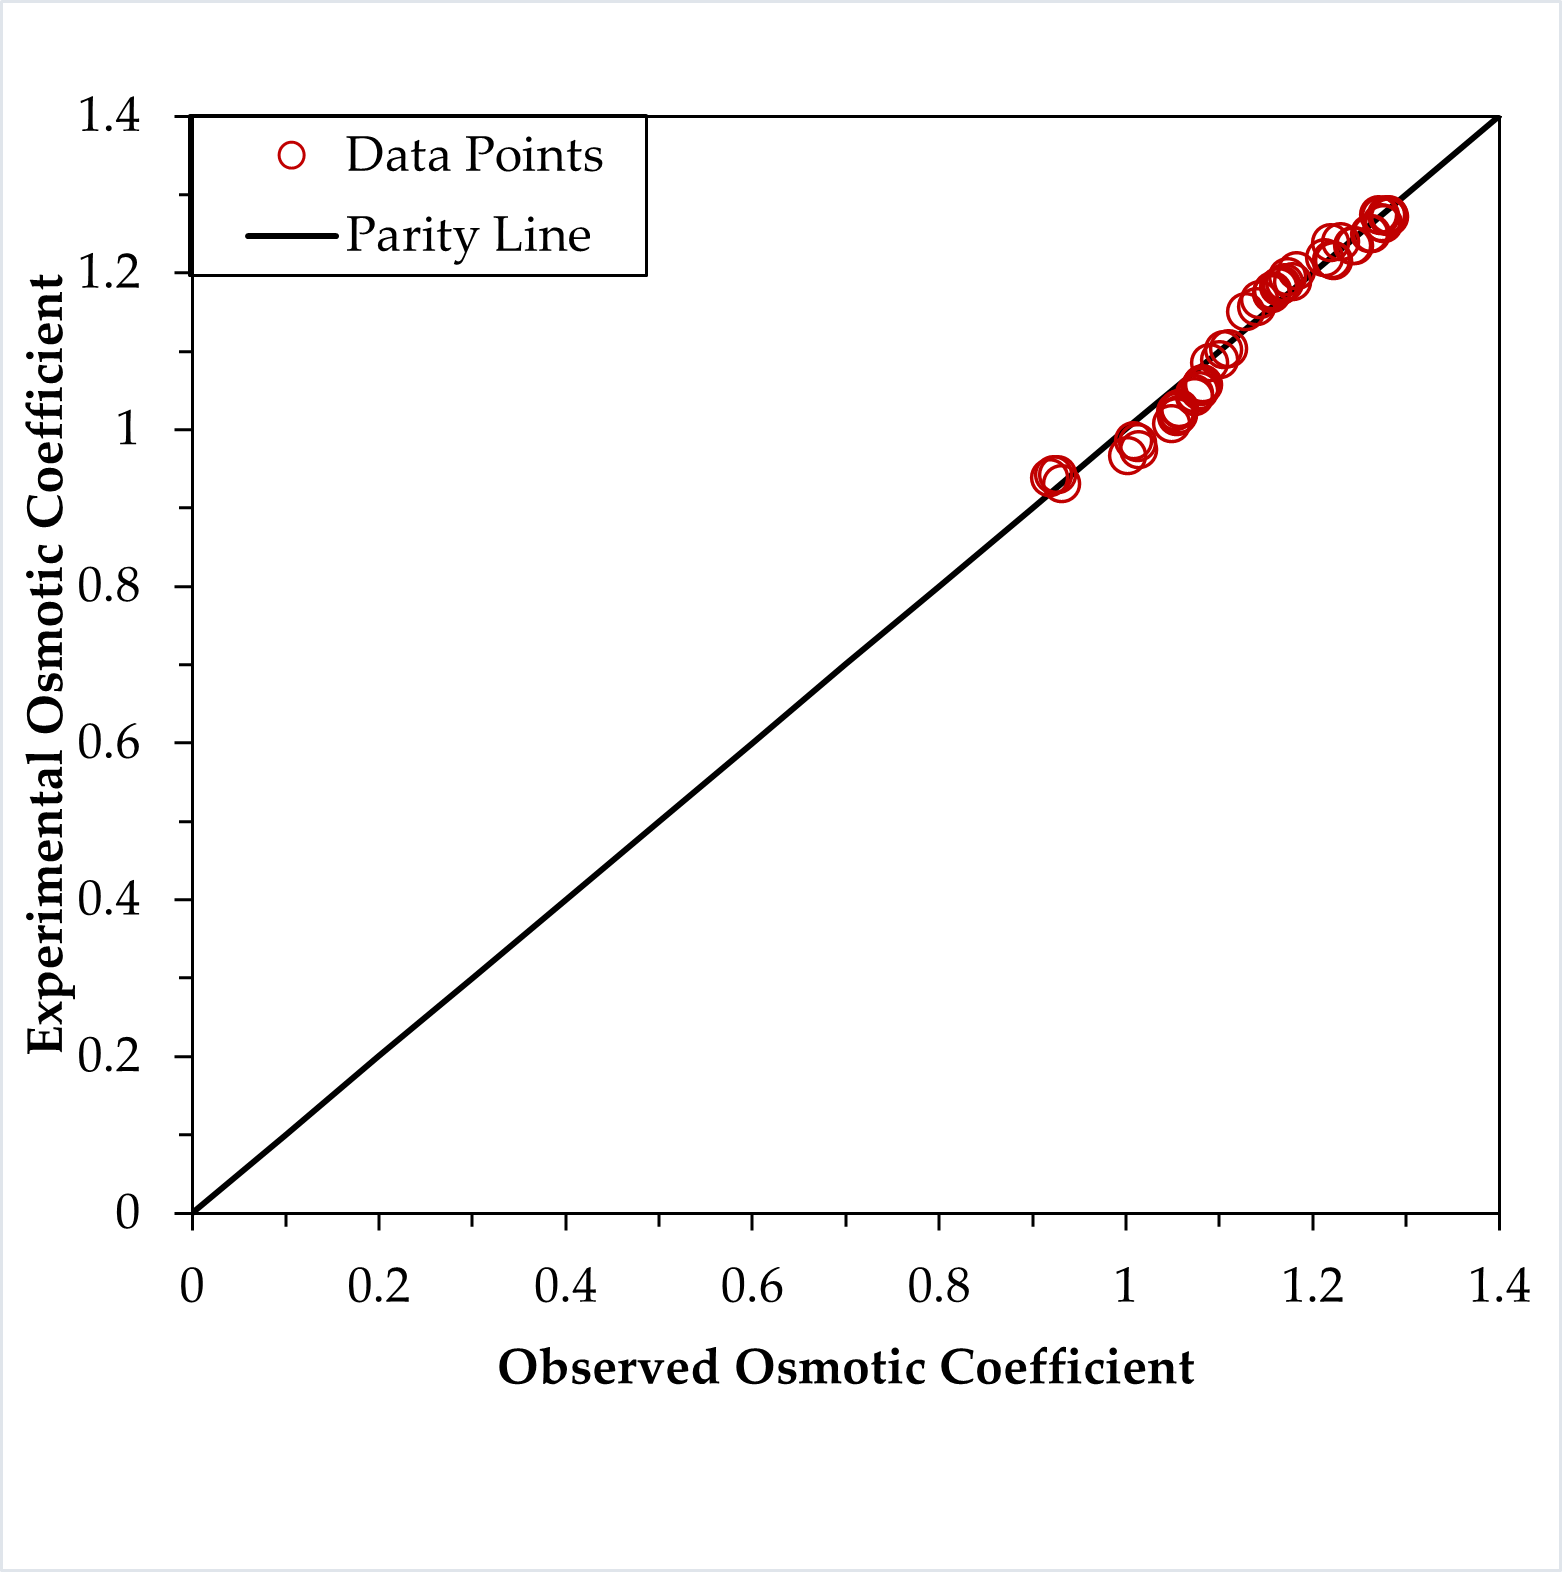 1.4
1.2
1
0.8
0.6
0.4
0.2
0
Data Points
Parity Line
Experimental Osmotic Coefficient
0 0.2 0.4 0.6 0.8 1 1.2 1.4
Observed Osmotic Coefficient